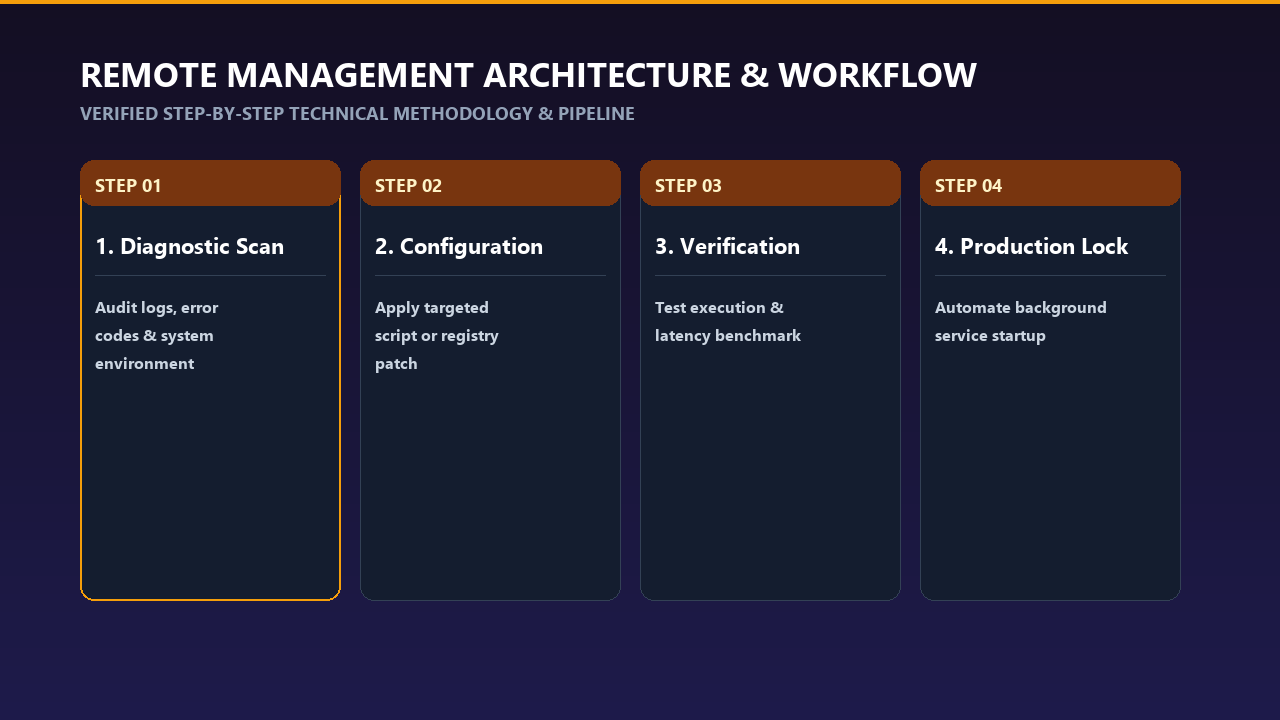 REMOTE MANAGEMENT ARCHITECTURE & WORKFLOW
VERIFIED STEP-BY-STEP TECHNICAL METHODOLOGY & PIPELINE
STEP 01
1. Diagnostic Scan
Audit logs, error
codes & system
environment
STEP 02
2. Configuration
Apply targeted
script or registry
patch
STEP 03
3. Verification
Test execution &
latency benchmark
STEP 04
4. Production Lock
Automate background
service startup